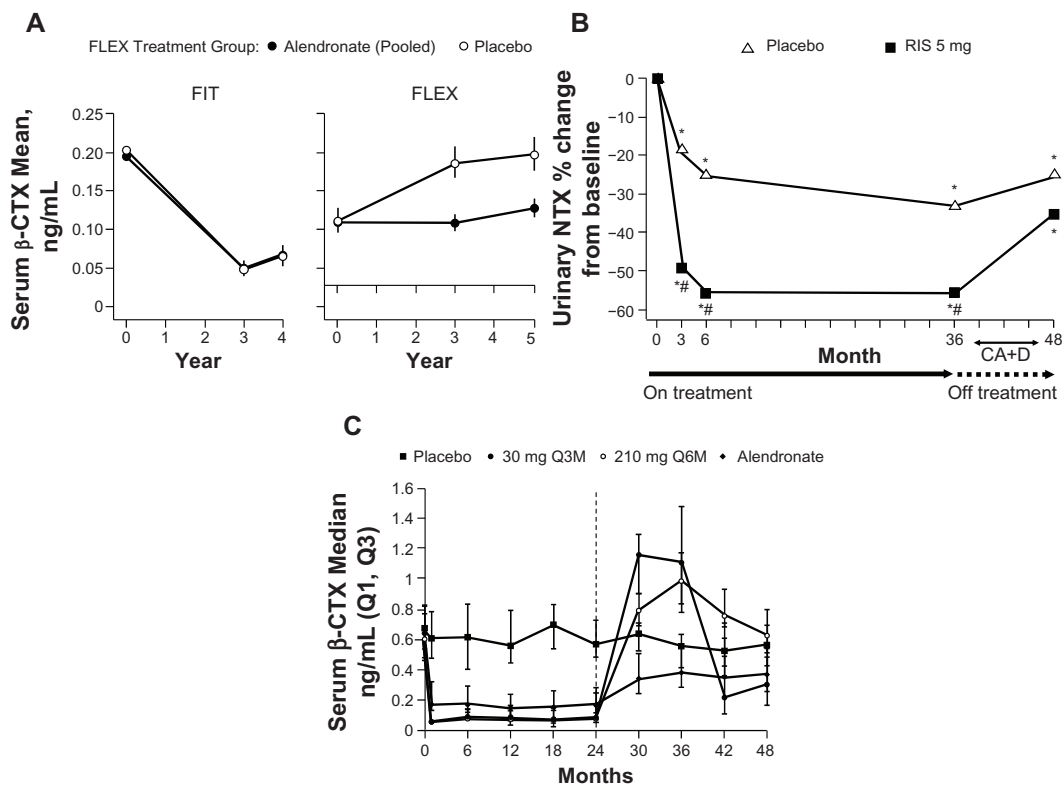 A
FLEX Treatment Group: Alendronate (Pooled) Placebo
FIT
FLEX
Serum β-CTX Mean,
ng/mL
0.25
0.20
0.15
0.10
0.05
0
0 1 2 3 4
Year
0 1 2 3 4 5
Year
B
Placebo RIS 5 mg
Urinary NTX % change
from baseline
0
−10
−20
−30
−40
−50
−60
* * * *
*# *# *# *
0 3 6 36 48
Month
CA+D
On treatment Off treatment
C
Placebo 30 mg Q3M 210 mg Q6M Alendronate
Serum β-CTX Median
ng/mL (Q1, Q3)
1.6
1.4
1.2
1
0.8
0.6
0.4
0.2
0
0 6 12 18 24 30 36 42 48
Months